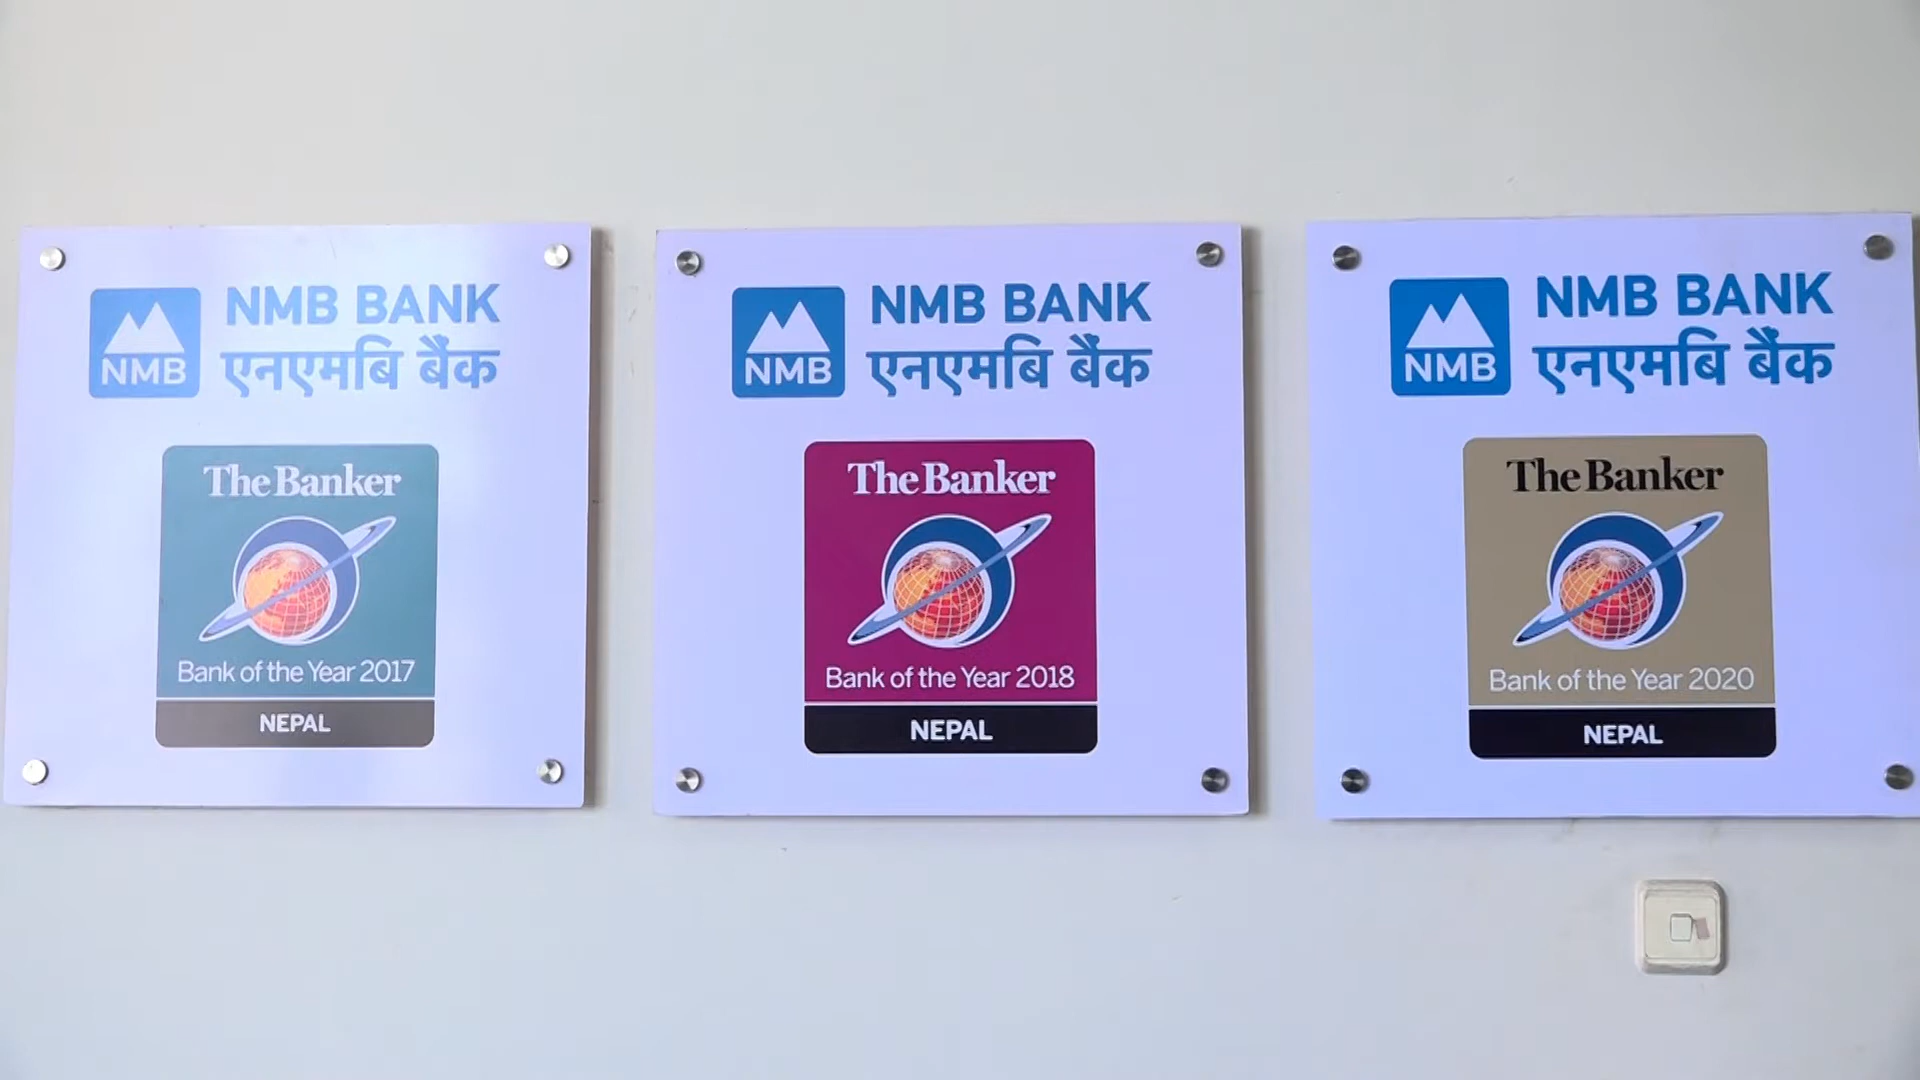 NMB
NMB BANK
एनएमबि बैंक
The Banker
Bank of the Year 2017
NEPAL
NMB
NMB BANK
एनएमबि बैंक
The Banker
Bank of the Year 2018
NEPAL
NMB
NMB BANK
एनएमबि बैंक
The Banker
Bank of the Year 2020
NEPAL